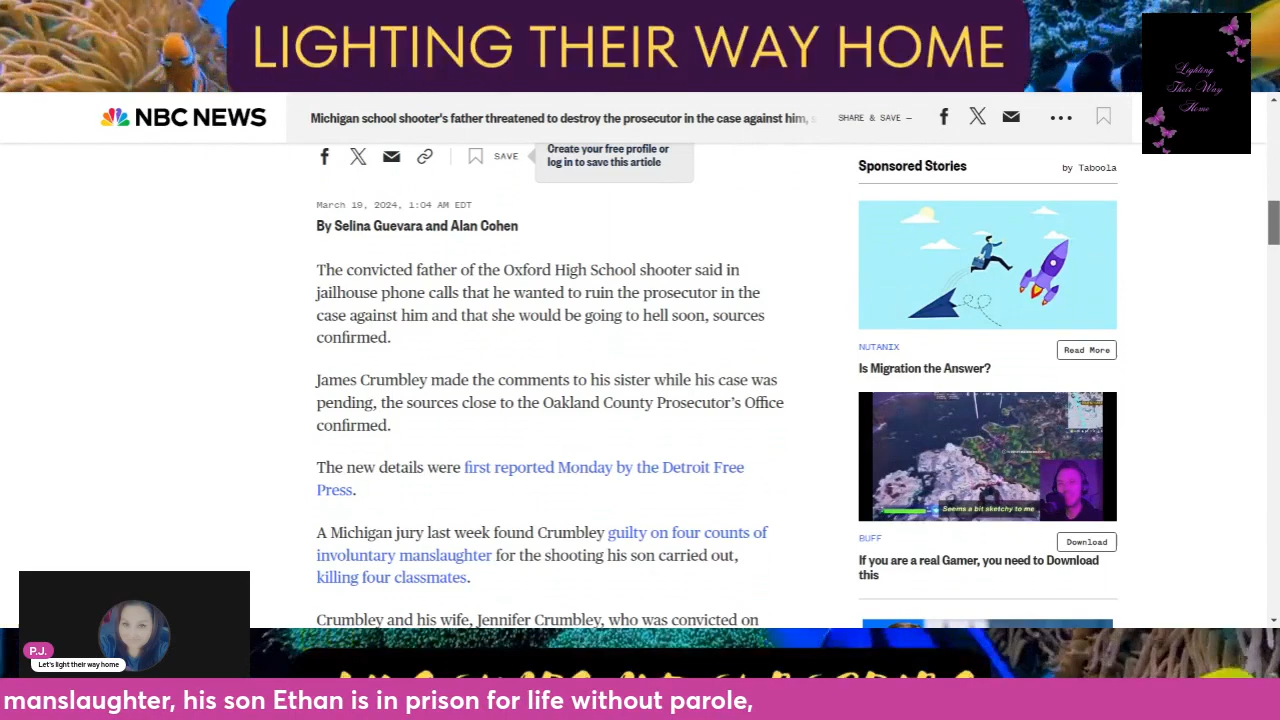 LIGHTING THEIR WAY HOME
Lighting
Their Way
Home
NBC NEWS
Michigan school shooter's father threatened to destroy the prosecutor in the case against him,
SHARE & SAVE —
SAVE
Create your free profile or
log in to save this article
March 19, 2024, 1:04 AM EDT
By Selina Guevara and Alan Cohen
The convicted father of the Oxford High School shooter said in
jailhouse phone calls that he wanted to ruin the prosecutor in the
case against him and that she would be going to hell soon, sources
confirmed.
James Crumbley made the comments to his sister while his case was
pending, the sources close to the Oakland County Prosecutor's Office
confirmed.
The new details were first reported Monday by the Detroit Free
Press.
A Michigan jury last week found Crumbley guilty on four counts of
involuntary manslaughter for the shooting his son carried out,
killing four classmates.
Crumbley and his wife, Jennifer Crumbley, who was convicted on
Sponsored Stories
by Taboola
NUTANIX
Read More
Is Migration the Answer?
Seems a bit sketchy to me
BUFF
Download
If you are a real Gamer, you need to Download
this
P.J.
Let's light their way home
manslaughter, his son Ethan is in prison for life without parole,